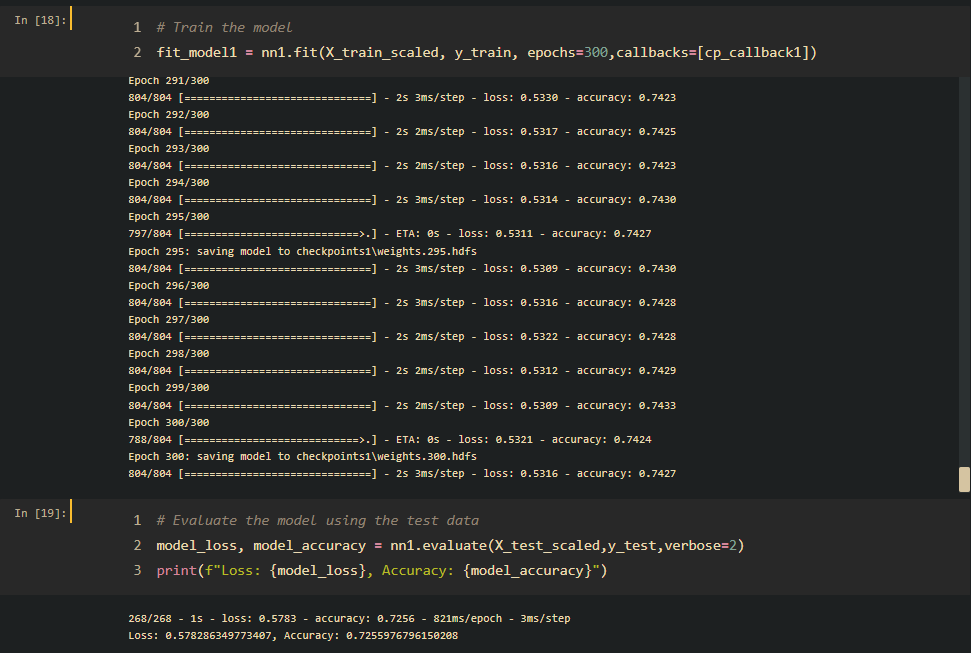 In [18]:
1 # Train the model
2 fit_model1 = nn1.fit(X_train_scaled, y_train, epochs=300,callbacks=[cp_callback1])
Epoch 291/300
804/804 [==============================] - 2s 3ms/step - loss: 0.5330 - accuracy: 0.7423
Epoch 292/300
804/804 [==============================] - 2s 2ms/step - loss: 0.5317 - accuracy: 0.7425
Epoch 293/300
804/804 [==============================] - 2s 2ms/step - loss: 0.5316 - accuracy: 0.7423
Epoch 294/300
804/804 [==============================] - 2s 3ms/step - loss: 0.5314 - accuracy: 0.7430
Epoch 295/300
797/804 [============================>.] - ETA: 0s - loss: 0.5311 - accuracy: 0.7427
Epoch 295: saving model to checkpoints1\weights.295.hdfs
804/804 [==============================] - 2s 3ms/step - loss: 0.5309 - accuracy: 0.7430
Epoch 296/300
804/804 [==============================] - 2s 2ms/step - loss: 0.5316 - accuracy: 0.7428
Epoch 297/300
804/804 [==============================] - 2s 2ms/step - loss: 0.5322 - accuracy: 0.7428
Epoch 298/300
804/804 [==============================] - 2s 2ms/step - loss: 0.5312 - accuracy: 0.7429
Epoch 299/300
804/804 [==============================] - 2s 2ms/step - loss: 0.5309 - accuracy: 0.7433
Epoch 300/300
788/804 [============================>.] - ETA: 0s - loss: 0.5321 - accuracy: 0.7424
Epoch 300: saving model to checkpoints1\weights.300.hdfs
804/804 [==============================] - 2s 3ms/step - loss: 0.5316 - accuracy: 0.7427
In [19]:
1 # Evaluate the model using the test data
2 model_loss, model_accuracy = nn1.evaluate(X_test_scaled,y_test,verbose=2)
3 print(f"Loss: {model_loss}, Accuracy: {model_accuracy}")
268/268 - 1s - loss: 0.5783 - accuracy: 0.7256 - 821ms/epoch - 3ms/step
Loss: 0.578286349773407, Accuracy: 0.7255976796150208